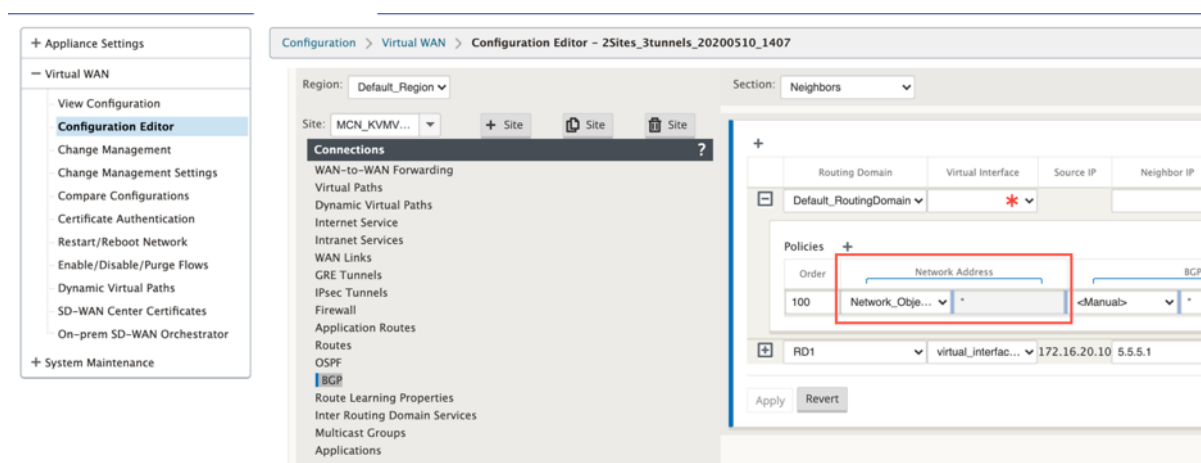 + Appliance Settings
Configuration > Virtual WAN > Configuration Editor – 2Sites_3tunnels_20200510_1407
– Virtual WAN
View Configuration
Configuration Editor
Change Management
Change Management Settings
Compare Configurations
Certificate Authentication
Restart/Reboot Network
Enable/Disable/Purge Flows
Dynamic Virtual Paths
SD-WAN Center Certificates
On-prem SD-WAN Orchestrator
+ System Maintenance
Region: Default_Region
Section: Neighbors
Site: MCN_KVMV... + Site Site Site
Connections ?
WAN-to-WAN Forwarding
Virtual Paths
Dynamic Virtual Paths
Internet Service
Intranet Services
WAN Links
GRE Tunnels
IPsec Tunnels
Firewall
Application Routes
Routes
OSPF
BGP
Route Learning Properties
Inter Routing Domain Services
Multicast Groups
Applications
+
Routing Domain Virtual Interface Source IP Neighbor IP
Default_RoutingDomain *
Policies +
Order Network Address BGP
100 Network_Obje... * <Manual> *
RD1 virtual_interfac... 172.16.20.10 5.5.5.1
Apply Revert